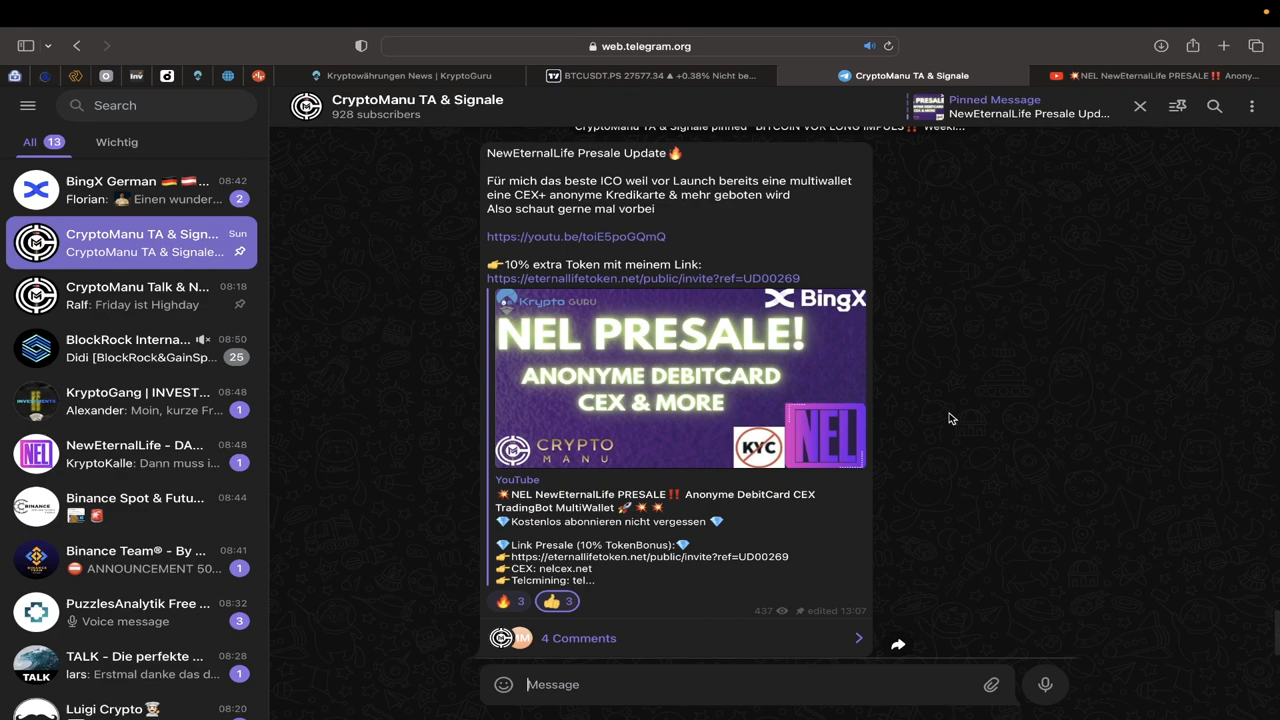 web.telegram.org
Kryptowährungen News | KryptoGuru
BTCUSDT.PS 27577.34 ▲ +0.38% Nicht be...
CryptoManu TA & Signale
💥NEL NewEternalLife PRESALE‼️ Anony...
Inv
Search
All 13
Wichtig
BingX German 🇩🇪 🇦🇹... 08:42
Florian: Einen wunder... 2
CryptoManu TA & Sign... Sun
CryptoManu TA & Signale...
CryptoManu Talk & N... 08:18
Ralf: Friday ist Highday
BlockRock Interna... 08:50
Didi [BlockRock&GainSp... 25
KryptoGang | INVEST... 08:48
Alexander: Moin, kurze Fr... 1
NewEternalLife - DA... 08:48
KryptoKalle: Dann muss i... 1
Binance Spot & Futu... 08:44
Binance Team® - By ... 08:41
⛔ ANNOUNCEMENT 50... 1
PuzzlesAnalytik Free ... 08:32
Voice message 3
TALK - Die perfekte ... 08:28
lars: Erstmal danke das d... 1
TALK
Luigi Crypto 08:20
CryptoManu TA & Signale
928 subscribers
Pinned Message
NewEternalLife Presale Upd...
CryptoManu TA & Signale pinned "BITCOIN VOR LONG IMPULS‼️ Weekl...
NewEternalLife Presale Update🔥
Für mich das beste ICO weil vor Launch bereits eine multiwallet
eine CEX+ anonyme Kredikarte & mehr geboten wird
Also schaut gerne mal vorbei
https://youtu.be/toiE5poGQmQ
👉10% extra Token mit meinem Link:
https://eternallifetoken.net/public/invite?ref=UD00269
Krypto GURU
BingX
NEL PRESALE!
ANONYME DEBITCARD
CEX & MORE
CRYPTO
MANU
KYC
NEL
YouTube
💥NEL NewEternalLife PRESALE‼️ Anonyme DebitCard CEX
TradingBot MultiWallet 🚀💥 💥
💎Kostenlos abonnieren nicht vergessen 💎
💎Link Presale (10% TokenBonus):💎
👉https://eternallifetoken.net/public/invite?ref=UD00269
👉CEX: nelcex.net
👉Telcmining: tel...
🔥 3 👍 3
437 edited 13:07
4 Comments
Message